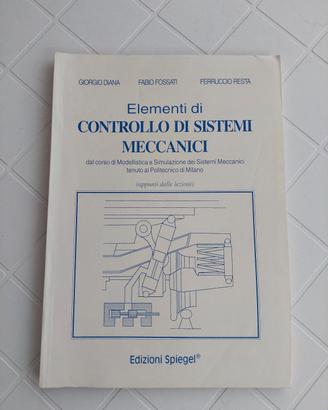 GIORGIO DIANA FABIO FOSSATI FERRUCCIO RESTA
Elementi di
CONTROLLO DI SISTEMI
MECCANICI
dal corso di Modellistica e Simulazione dei Sistemi Meccanici
tenuto al Politecnico di Milano
(appunti dalle lezioni)
Edizioni Spiegel®